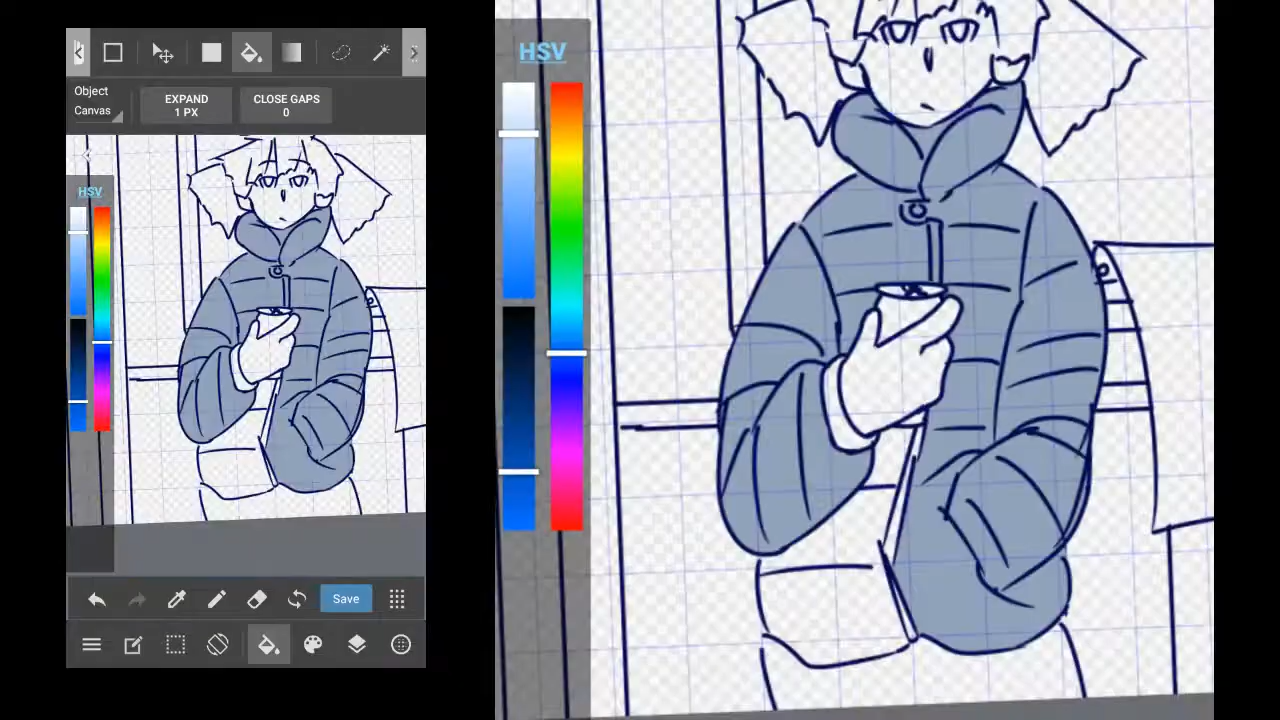 Object
Canvas
EXPAND
1 PX
CLOSE GAPS
0
HSV
Save
HSV